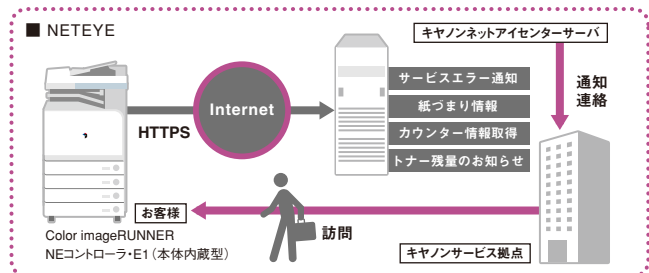 ■ NETEYE
キヤノンネットアイセンターサーバ
Internet
HTTPS
サービスエラー通知
紙づまり情報
カウンター情報取得
トナー残量のお知らせ
通知
連絡
お客様
訪問
Color imageRUNNER
NEコントローラ・E1（本体内蔵型）
キヤノンサービス拠点